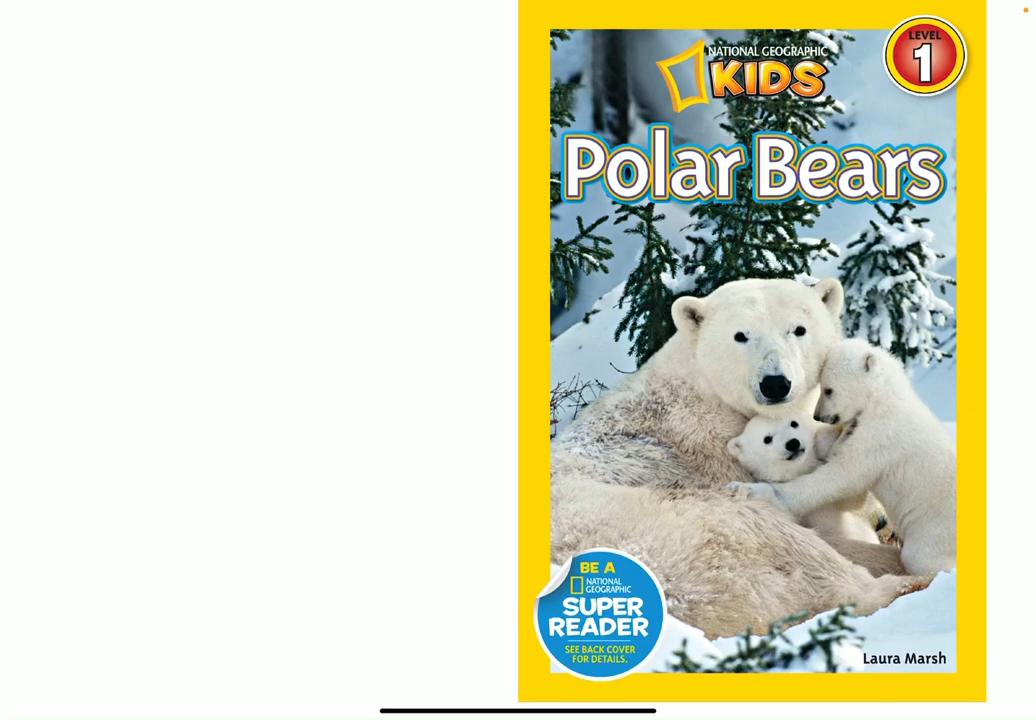 LEVEL
1
NATIONAL GEOGRAPHIC
KIDS
Polar Bears
BE A
NATIONAL
GEOGRAPHIC
SUPER
READER
SEE BACK COVER
FOR DETAILS.
Laura Marsh